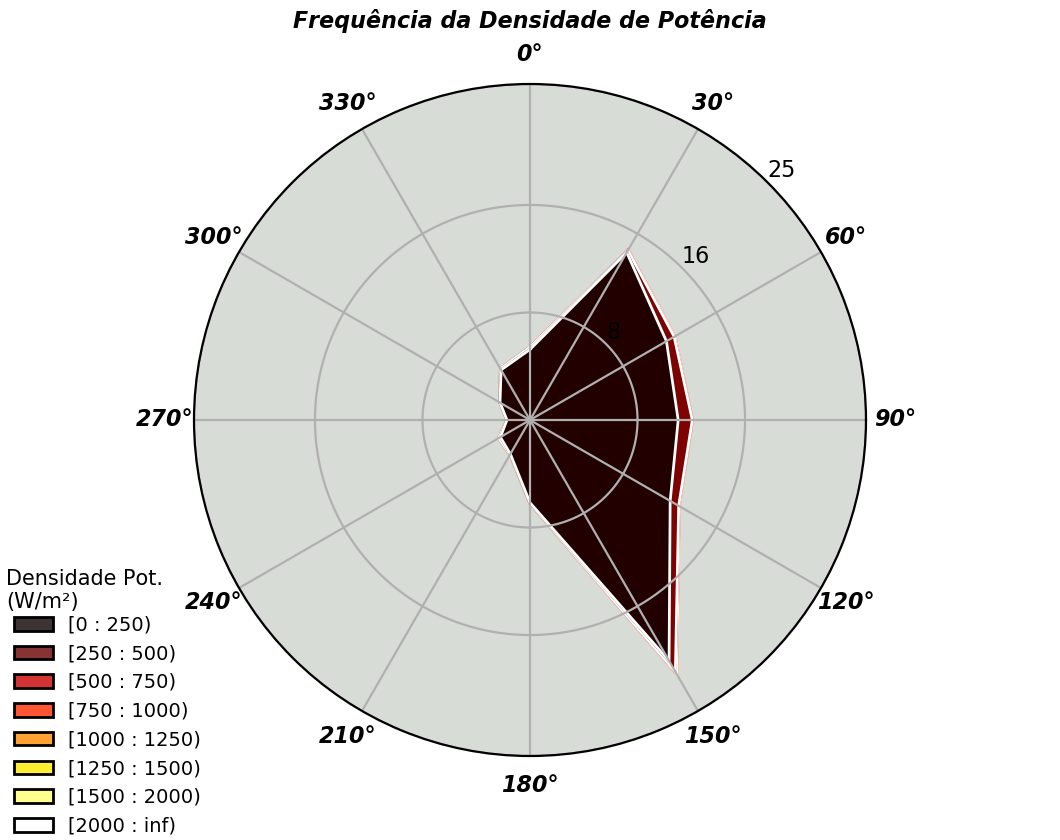 Frequência da Densidade de Potência
0°
330°
30°
25
300°
60°
16
8
270°
90°
240°
120°
210°
150°
180°
Densidade Pot.
(W/m²)
[0 : 250)
[250 : 500)
[500 : 750)
[750 : 1000)
[1000 : 1250)
[1250 : 1500)
[1500 : 2000)
[2000 : inf)